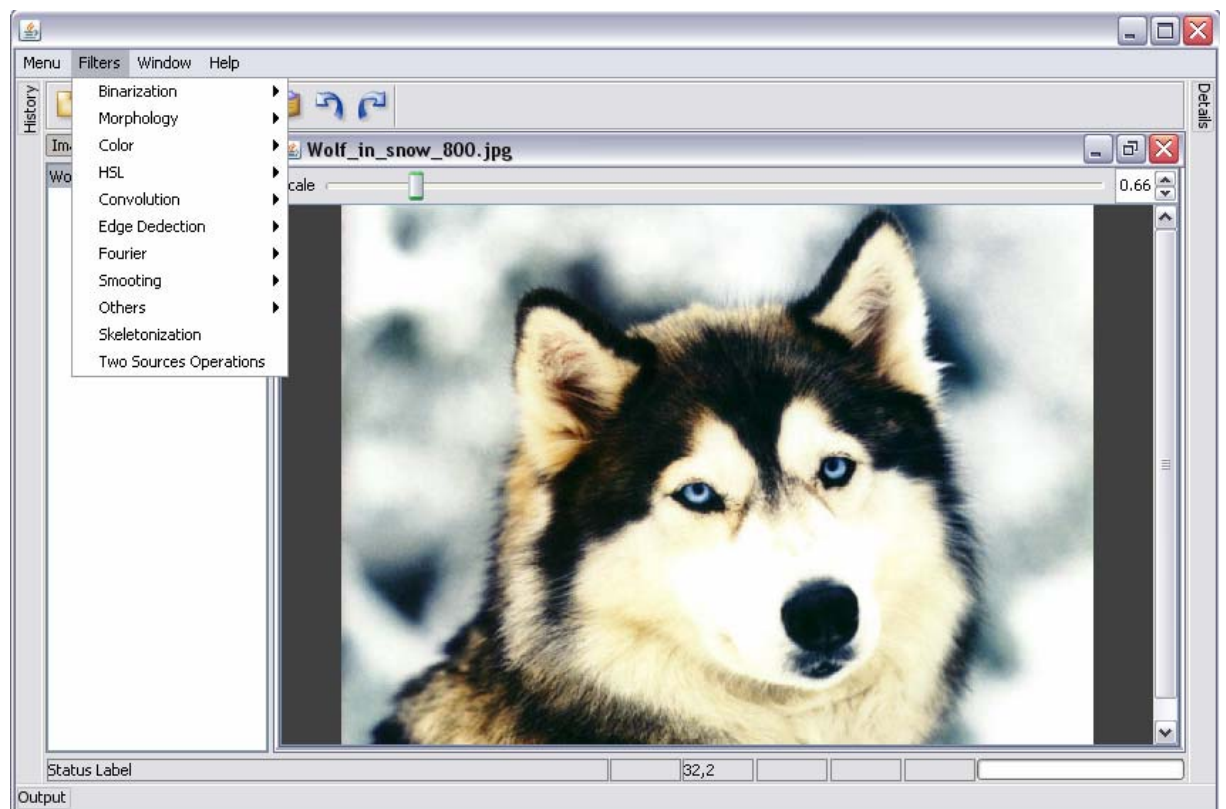 Menu Filters Window Help
History
Details
Binarization
Morphology
Color
HSL
Convolution
Edge Dedection
Fourier
Smooting
Others
Skeletonization
Two Sources Operations
Wolf_in_snow_800.jpg
0.66
Status Label
32,2
Output